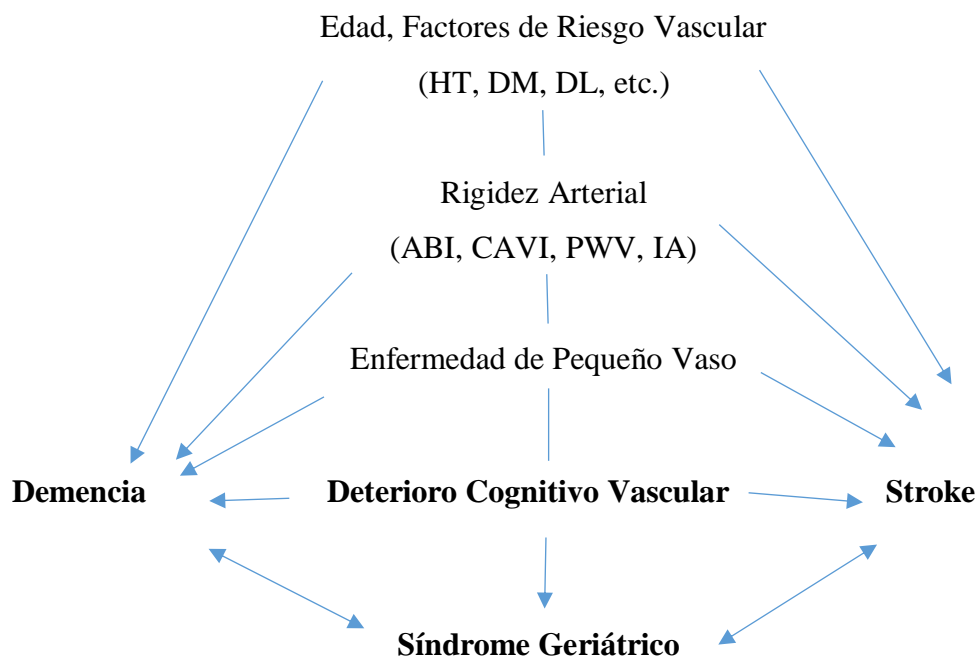 Edad, Factores de Riesgo Vascular
(HT, DM, DL, etc.)
Rigidez Arterial
(ABI, CAVI, PWV, IA)
Enfermedad de Pequeño Vaso
Demencia
Deterioro Cognitivo Vascular
Stroke
Síndrome Geriátrico